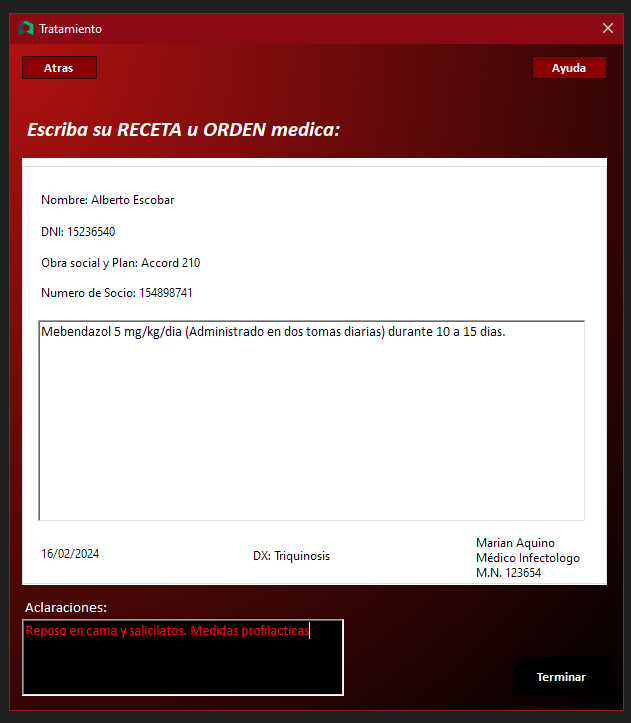 Tratamiento
Atras
Ayuda
Escriba su RECETA u ORDEN medica:
Nombre: Alberto Escobar
DNI: 15236540
Obra social y Plan: Accord 210
Numero de Socio: 154898741
Mebendazol 5 mg/kg/dia (Administrado en dos tomas diarias) durante 10 a 15 dias.
16/02/2024
DX: Triquinosis
Marian Aquino
Médico Infectologo
M.N. 123654
Aclaraciones:
Reposo en cama y salicilatos. Medidas profilacticas
Terminar